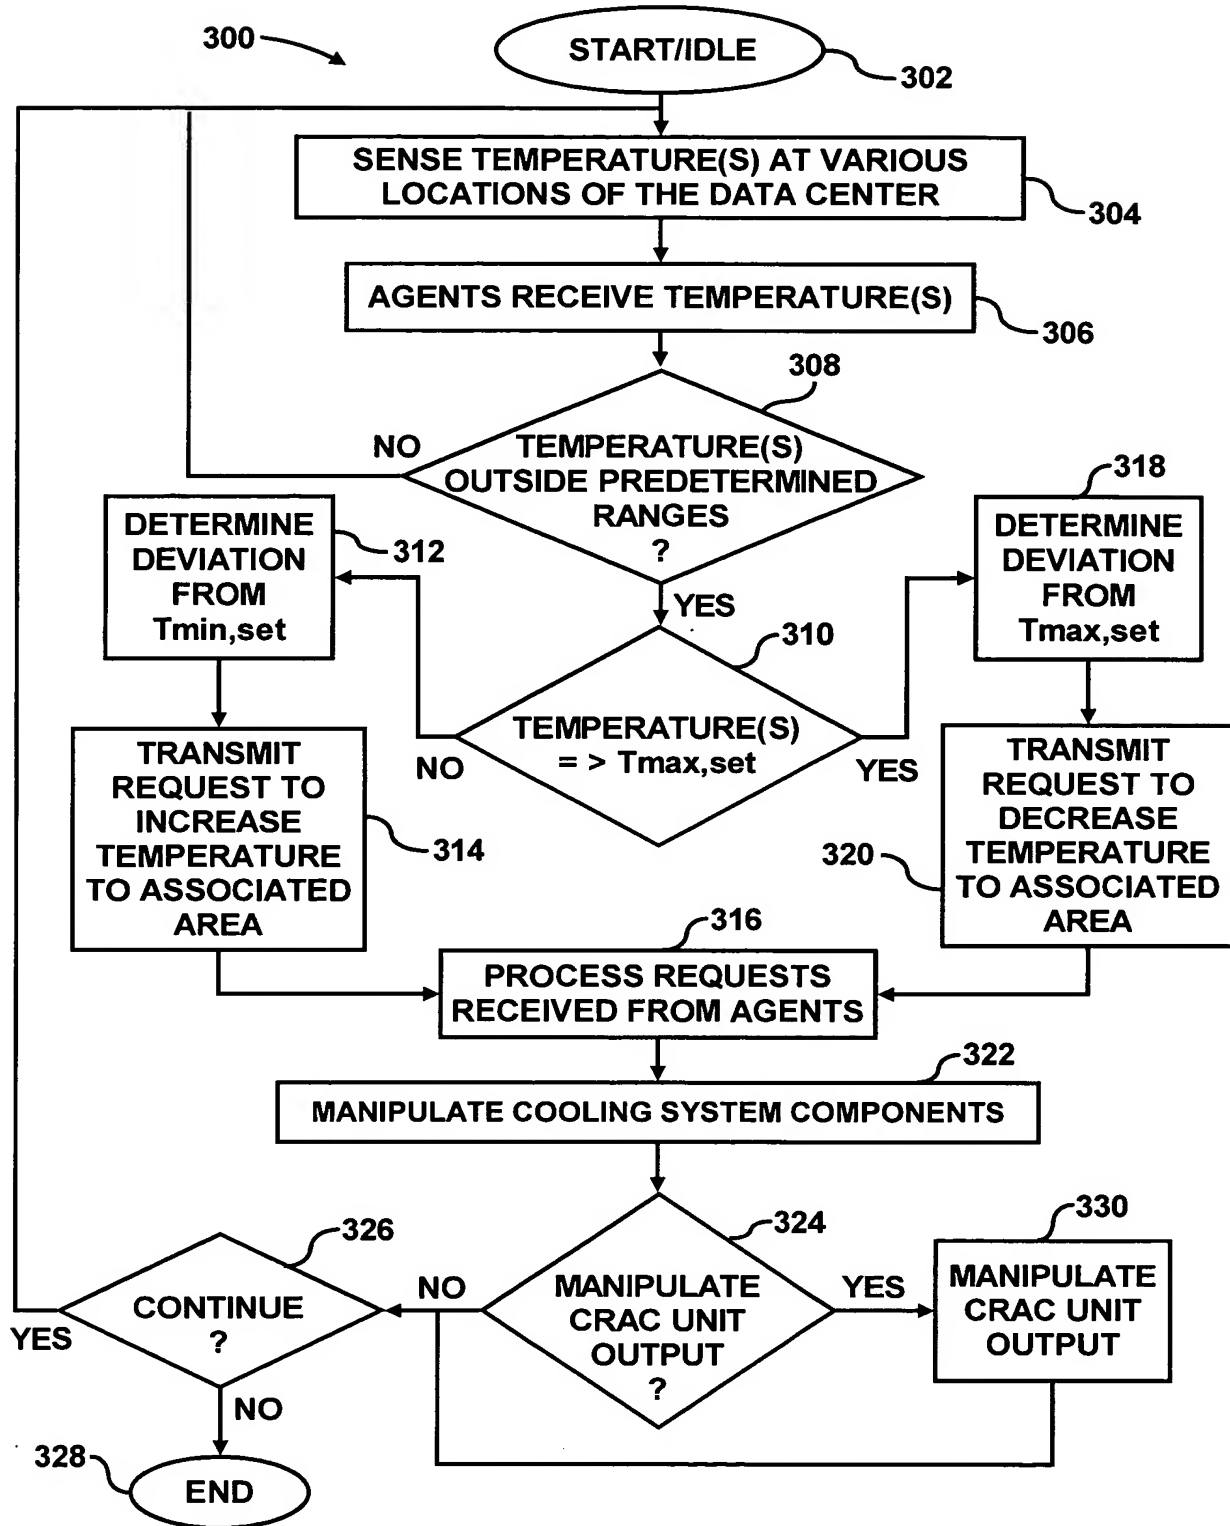 300
START/IDLE
302
SENSE TEMPERATURE(S) AT VARIOUS
LOCATIONS OF THE DATA CENTER
304
AGENTS RECEIVE TEMPERATURE(S)
306
308
NO
TEMPERATURE(S)
OUTSIDE PREDETERMINED
RANGES
?
YES
312
DETERMINE
DEVIATION
FROM
Tmin,set
318
DETERMINE
DEVIATION
FROM
Tmax,set
310
TEMPERATURE(S)
= > Tmax,set
NO
YES
TRANSMIT
REQUEST TO
INCREASE
TEMPERATURE
TO ASSOCIATED
AREA
314
TRANSMIT
REQUEST TO
DECREASE
TEMPERATURE
TO ASSOCIATED
AREA
320
316
PROCESS REQUESTS
RECEIVED FROM AGENTS
322
MANIPULATE COOLING SYSTEM COMPONENTS
324
MANIPULATE
CRAC UNIT
OUTPUT
?
NO
YES
330
MANIPULATE
CRAC UNIT
OUTPUT
326
CONTINUE
?
YES
NO
328
END